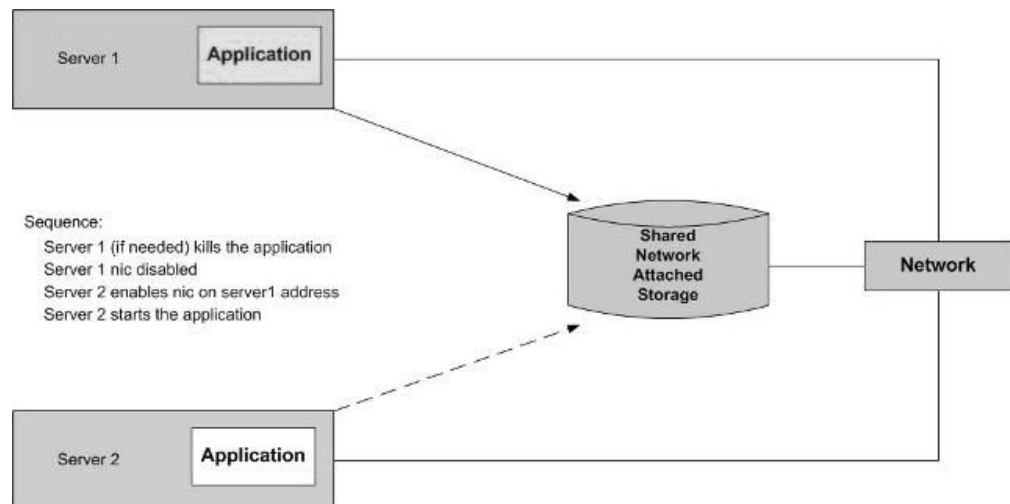 Server 1
Application
Sequence:
Server 1 (if needed) kills the application
Server 1 nic disabled
Server 2 enables nic on server1 address
Server 2 starts the application
Shared
Network
Attached
Storage
Network
Server 2
Application